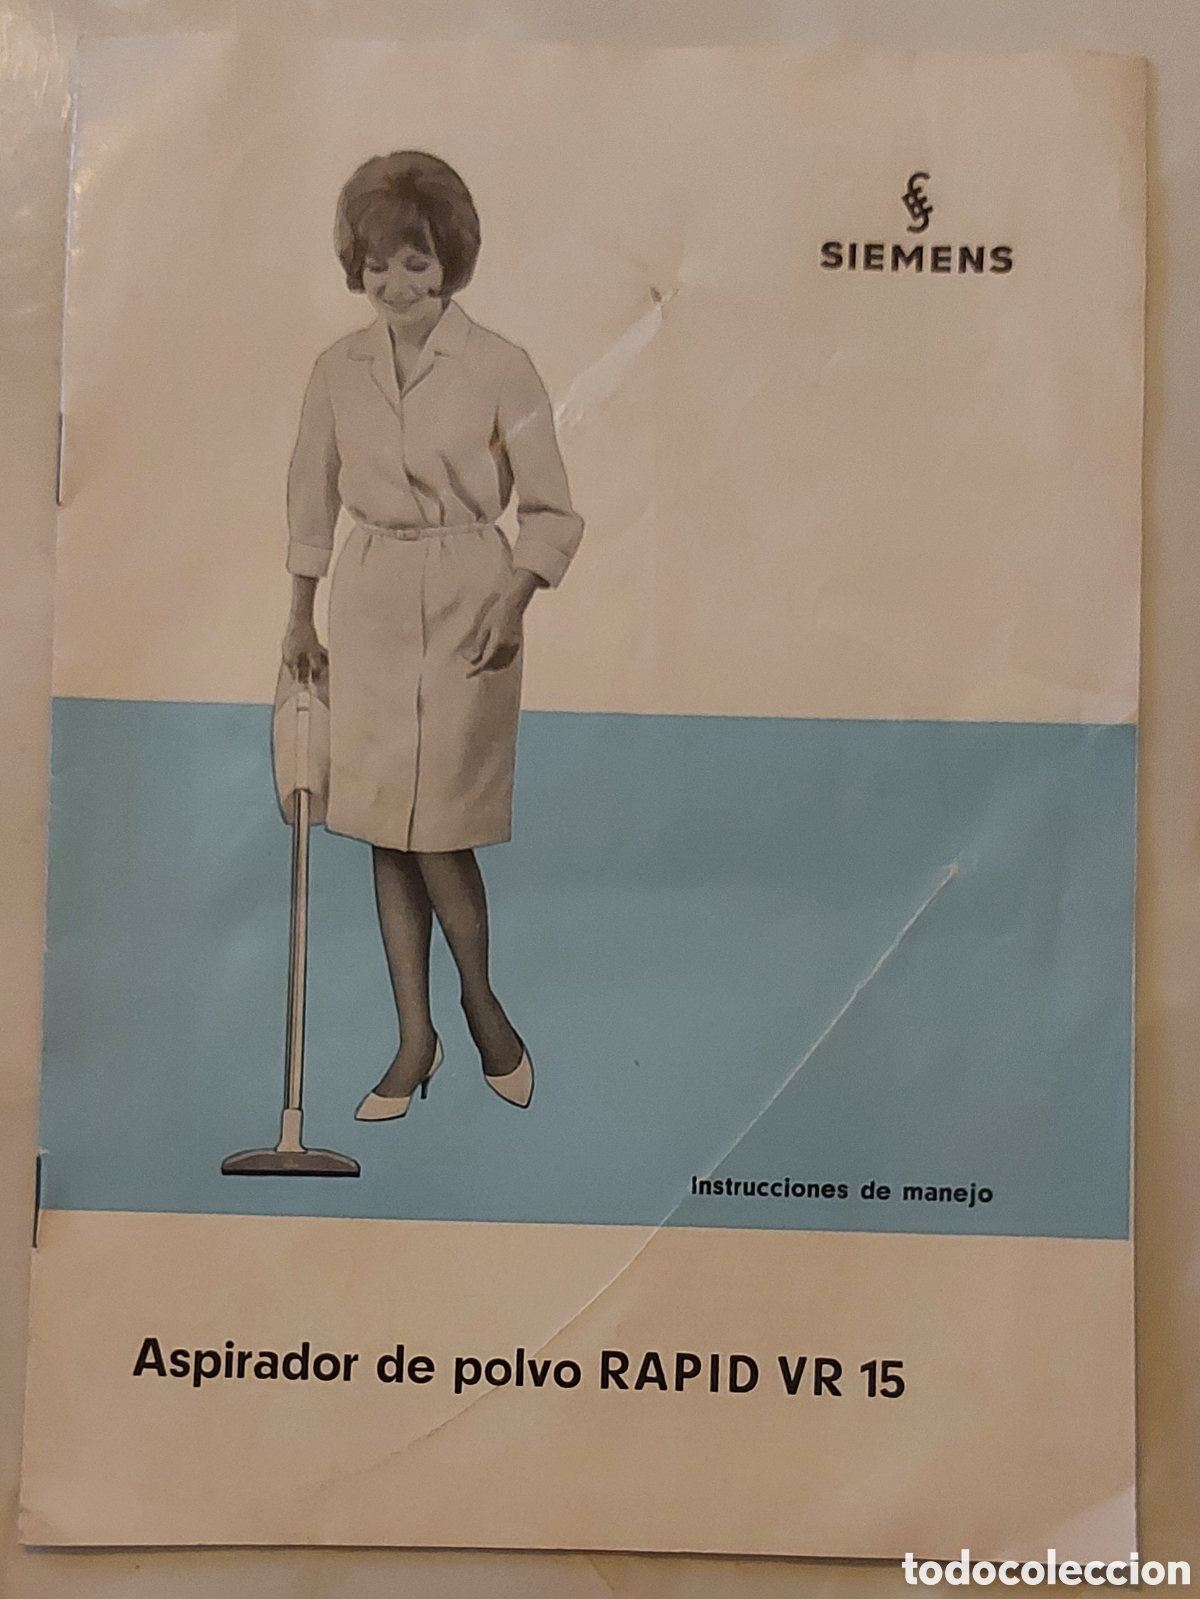 SIEMENS
Instrucciones de manejo
Aspirador de polvo RAPID VR 15
todocoleccion